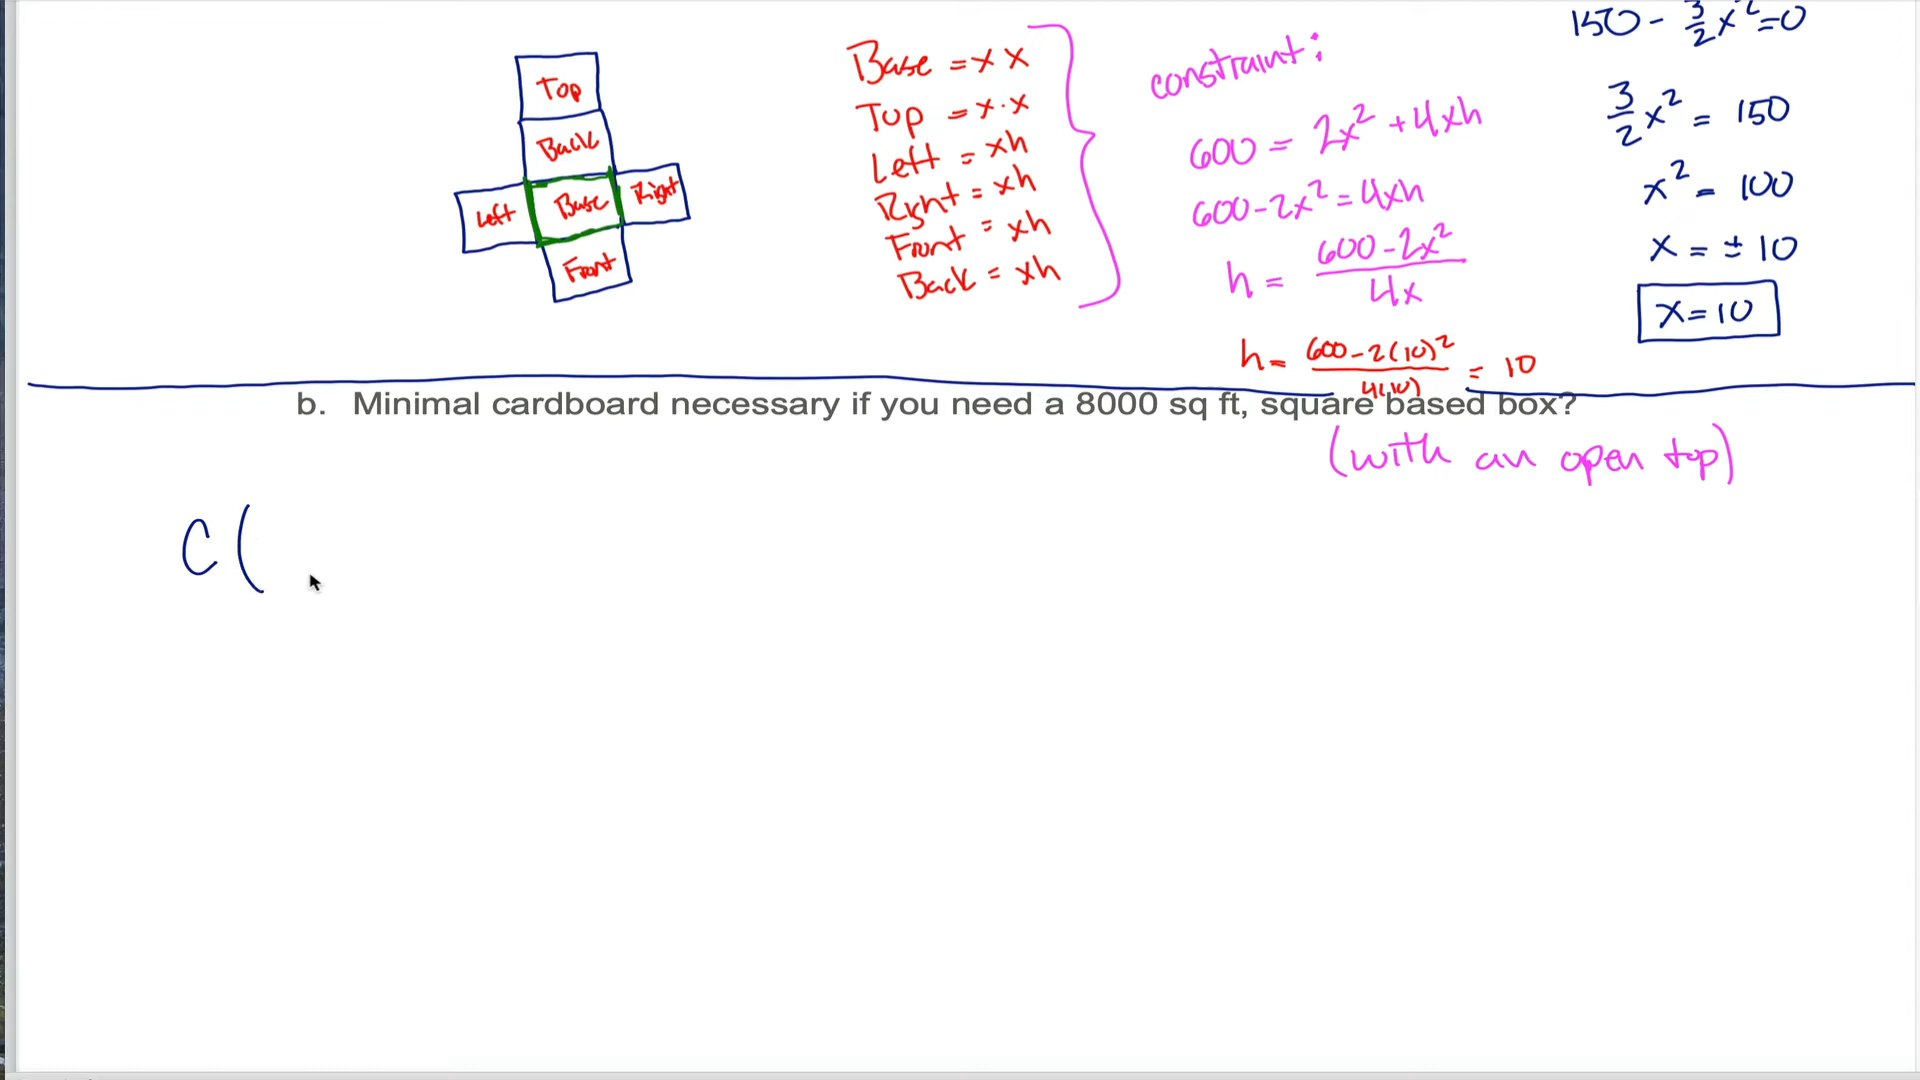 Top
Back
Left Base Right
Front
Base = x x
Top = x·x
Left = xh
Right = xh
Front = xh
Back = xh
constraint:
600 = 2x² + 4xh
600-2x² = 4xh
h = (600-2x²)/(4x)
h = (600-2(10)²)/(4(10)) = 10
150 - 3/2 x² = 0
3/2 x² = 150
x² = 100
x = ± 10
x = 10
b. Minimal cardboard necessary if you need a 8000 sq ft, square based box?
(with an open top)
C(